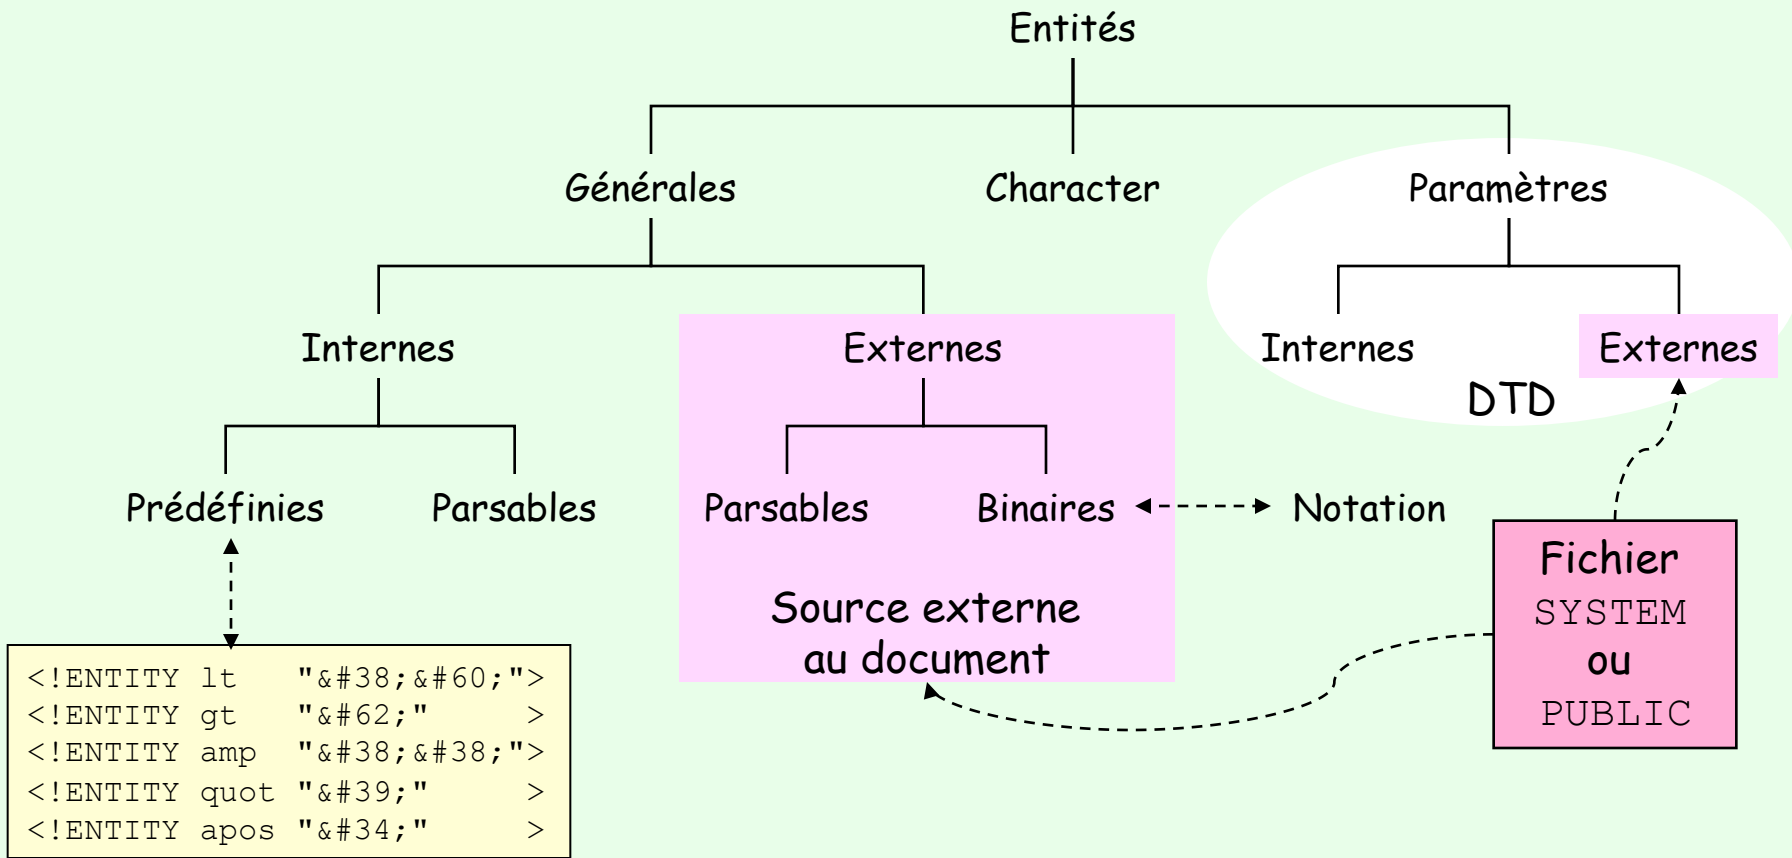 Entités
Générales
Character
Paramètres
Internes
Externes
Internes
Externes
DTD
Prédéfinies
Parsables
Parsables
Binaires
Notation
Source externe
au document
Fichier
SYSTEM
ou
PUBLIC
<!ENTITY lt   "&#38;&#60;">
<!ENTITY gt   "&#62;"     >
<!ENTITY amp  "&#38;&#38;">
<!ENTITY quot "&#39;"     >
<!ENTITY apos "&#34;"     >